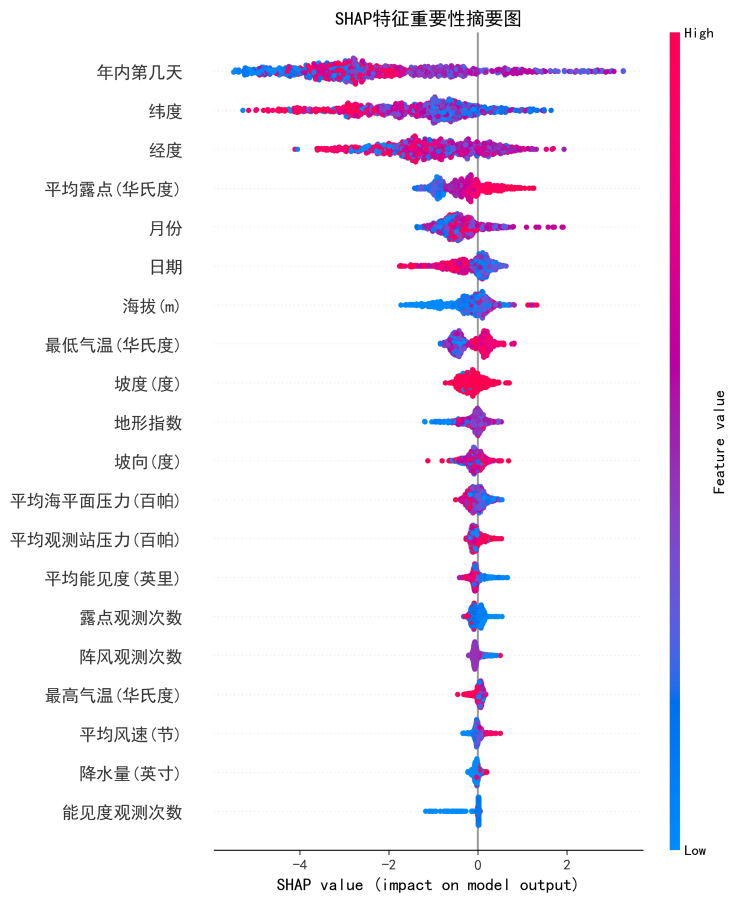 SHAP特征重要性摘要图
High
年内第几天
纬度
经度
平均露点(华氏度)
月份
日期
海拔(m)
最低气温(华氏度)
坡度(度)
地形指数
坡向(度)
平均海平面压力(百帕)
平均观测站压力(百帕)
平均能见度(英里)
露点观测次数
阵风观测次数
最高气温(华氏度)
平均风速(节)
降水量(英寸)
能见度观测次数
Feature value
Low
−4 −2 0 2
SHAP value (impact on model output)